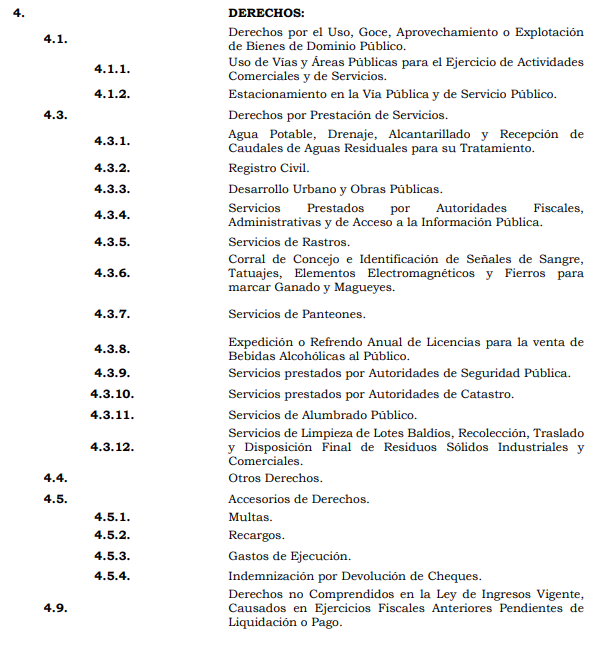 4. DERECHOS:
4.1. Derechos por el Uso, Goce, Aprovechamiento o Explotación
de Bienes de Dominio Público.
4.1.1. Uso de Vías y Áreas Públicas para el Ejercicio de Actividades
Comerciales y de Servicios.
4.1.2. Estacionamiento en la Vía Pública y de Servicio Público.
4.3. Derechos por Prestación de Servicios.
4.3.1. Agua Potable, Drenaje, Alcantarillado y Recepción de
Caudales de Aguas Residuales para su Tratamiento.
4.3.2. Registro Civil.
4.3.3. Desarrollo Urbano y Obras Públicas.
4.3.4. Servicios Prestados por Autoridades Fiscales,
Administrativas y de Acceso a la Información Pública.
4.3.5. Servicios de Rastros.
4.3.6. Corral de Concejo e Identificación de Señales de Sangre,
Tatuajes, Elementos Electromagnéticos y Fierros para
marcar Ganado y Magueyes.
4.3.7. Servicios de Panteones.
4.3.8. Expedición o Refrendo Anual de Licencias para la venta de
Bebidas Alcohólicas al Público.
4.3.9. Servicios prestados por Autoridades de Seguridad Pública.
4.3.10. Servicios prestados por Autoridades de Catastro.
4.3.11. Servicios de Alumbrado Público.
4.3.12. Servicios de Limpieza de Lotes Baldíos, Recolección, Traslado
y Disposición Final de Residuos Sólidos Industriales y
Comerciales.
4.4. Otros Derechos.
4.5. Accesorios de Derechos.
4.5.1. Multas.
4.5.2. Recargos.
4.5.3. Gastos de Ejecución.
4.5.4. Indemnización por Devolución de Cheques.
4.9. Derechos no Comprendidos en la Ley de Ingresos Vigente,
Causados en Ejercicios Fiscales Anteriores Pendientes de
Liquidación o Pago.